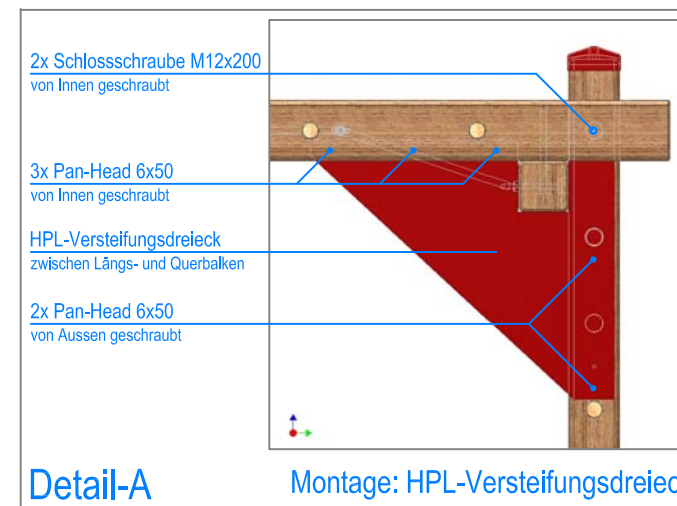 2x Schlossschraube M12x200
von Innen geschraubt
3x Pan-Head 6x50
von Innen geschraubt
HPL-Versteifungsdreieck
zwischen Längs- und Querbalken
2x Pan-Head 6x50
von Aussen geschraubt
Detail-A
Montage: HPL-Versteifungsdreiec